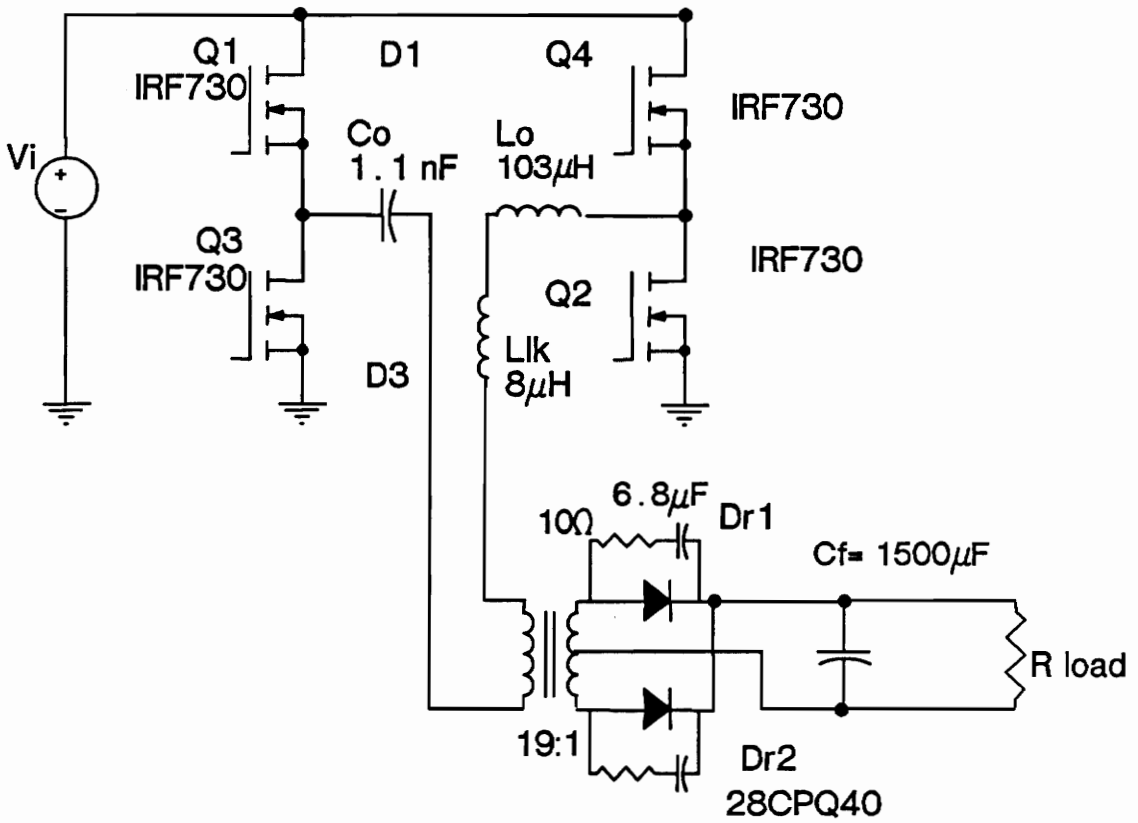 Q1
IRF730
D1
Q4
IRF730
Vi
+
-
Co
1.1 nF
Lo
103μH
Q3
IRF730
Q2
IRF730
D3
Llk
8μH
6.8μF
10Ω
Dr1
Cf= 1500μF
R load
19:1
Dr2
28CPQ40